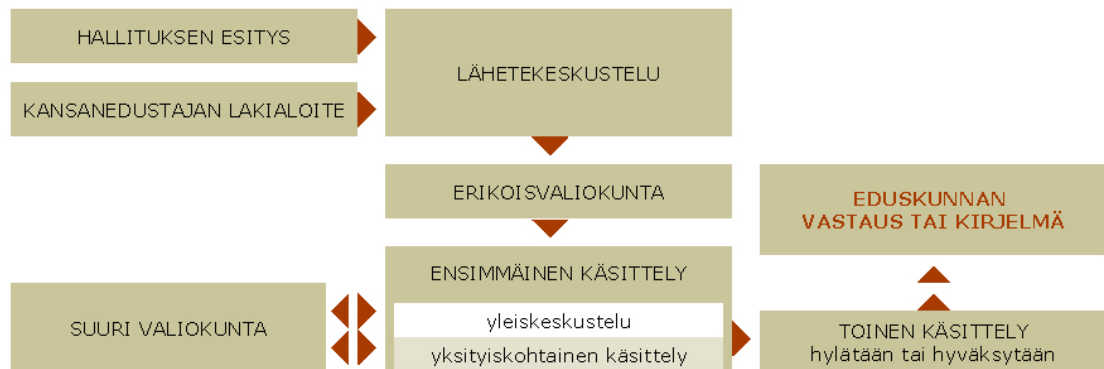 HALLITUKSEN ESITYS
KANSANEDUSTAJAN LAKIALOITE
LÄHETEKESKUSTELU
ERIKOISVALIOKUNTA
ENSIMMÄINEN KÄSITTELY
yleiskeskustelu
yksityiskohtainen käsittely
SUURI VALIOKUNTA
TOINEN KÄSITTELY
hylätään tai hyväksytään
EDUSKUNNAN
VASTAUS TAI KIRJELMÄ